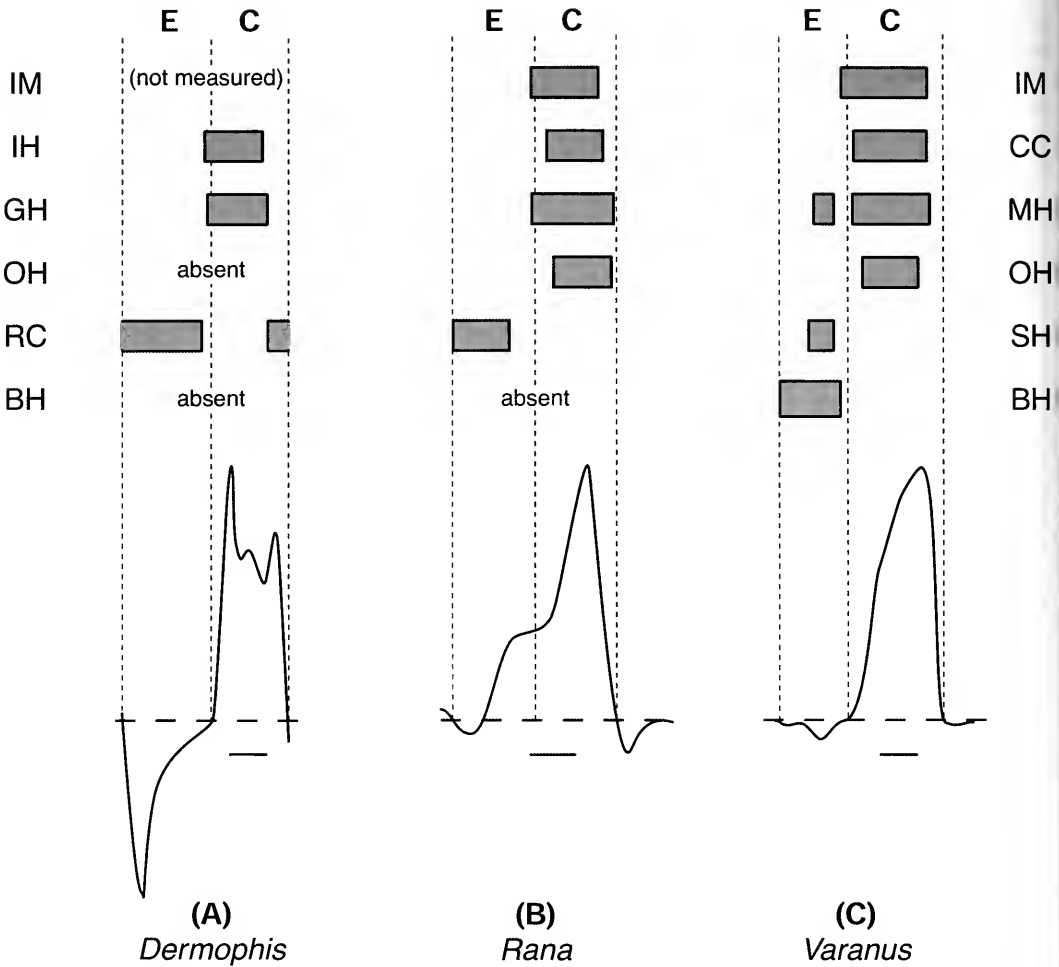 E C E C E C
IM (not measured) IM
IH CC
GH MH
OH absent OH
RC SH
BH absent absent BH
(A) (B) (C)
Dermophis Rana Varanus